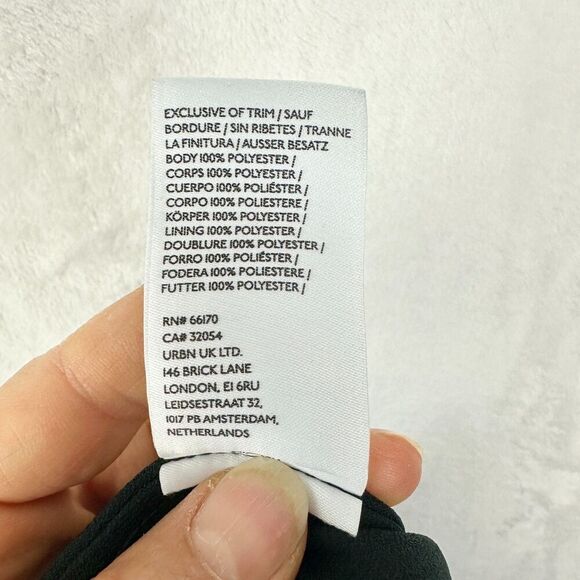 EXCLUSIVE OF TRIM / SAUF
BORDURE / SIN RIBETES / TRANNE
LA FINITURA / AUSSER BESATZ
BODY 100% POLYESTER /
CORPS 100% POLYESTER /
CUERPO 100% POLIÉSTER /
CORPO 100% POLIESTERE /
KÖRPER 100% POLYESTER /
LINING 100% POLYESTER /
DOUBLURE 100% POLYESTER /
FORRO 100% POLIÉSTER /
FODERA 100% POLIESTERE /
FUTTER 100% POLYESTER /
RN# 66170
CA# 32054
URBN UK LTD.
146 BRICK LANE
LONDON, E1 6RU
LEIDSESTRAAT 32,
1017 PB AMSTERDAM,
NETHERLANDS